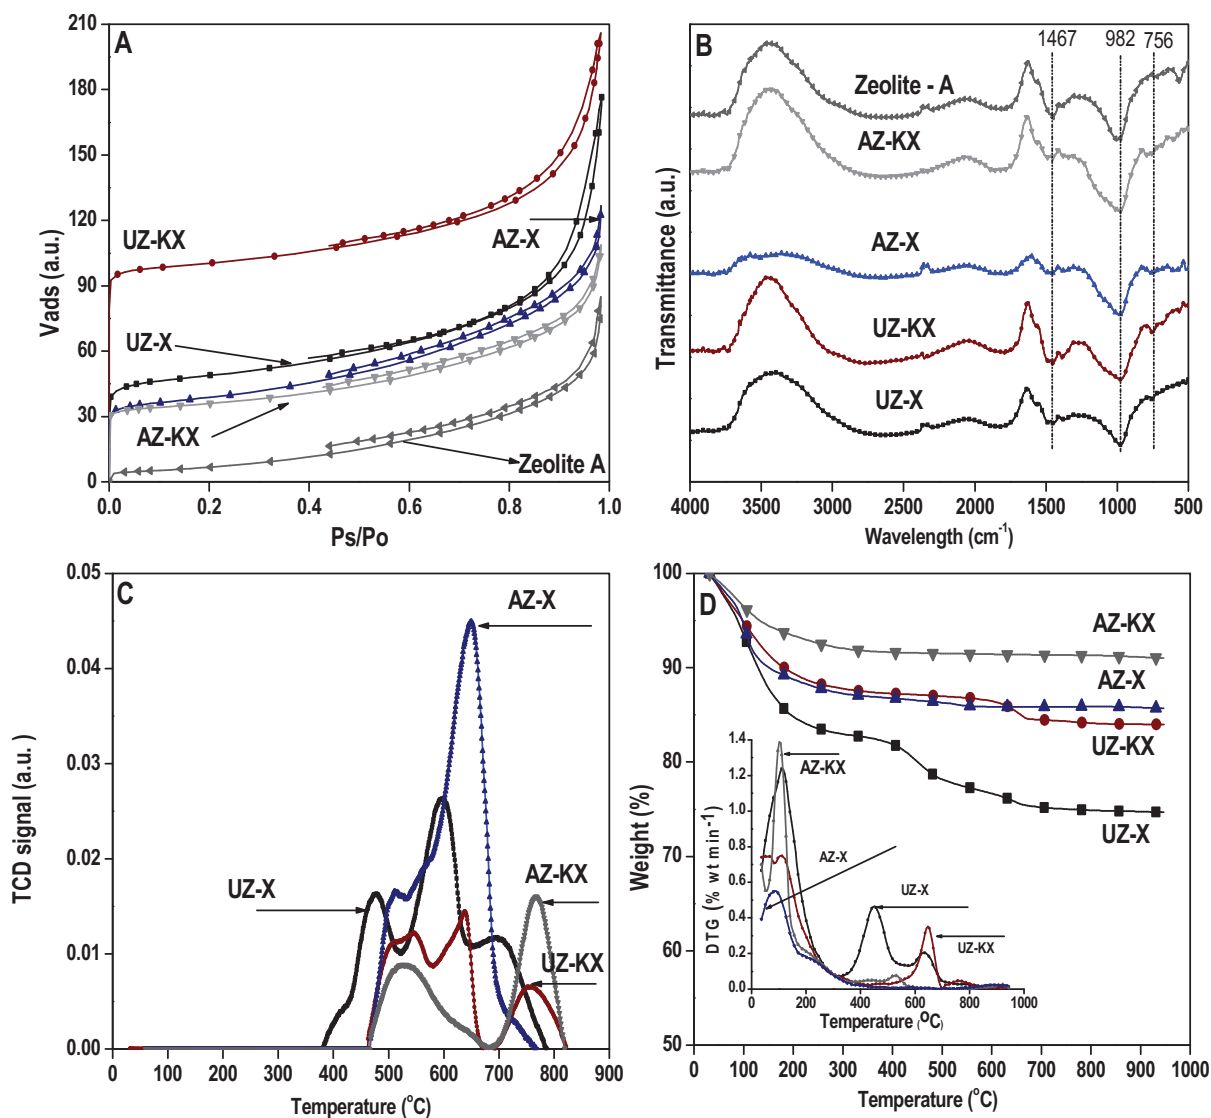 A
210
180
150
120
90
60
30
0
Vads (a.u.)
UZ-KX
AZ-X
UZ-X
AZ-KX
Zeolite A
0.0 0.2 0.4 0.6 0.8 1.0
Ps/Po
B
1467 982 756
Zeolite - A
AZ-KX
AZ-X
UZ-KX
UZ-X
Transmittance (a.u.)
4000 3500 3000 2500 2000 1500 1000 500
Wavelength (cm-1)
C
0.05
0.04
0.03
0.02
0.01
0.00
TCD signal (a.u.)
AZ-X
UZ-X
AZ-KX
UZ-KX
0 100 200 300 400 500 600 700 800 900
Temperature (oC)
D
100
90
80
70
60
50
Weight (%)
AZ-KX
AZ-X
UZ-KX
UZ-X
1.4
1.2
1.0
0.8
0.6
0.4
0.2
0.0
DTG (% wt min-1)
AZ-KX
AZ-X
UZ-X
UZ-KX
0 200 400 600 800 1000
Temperature (oC)
0 100 200 300 400 500 600 700 800 900 1000
Temperature (oC)